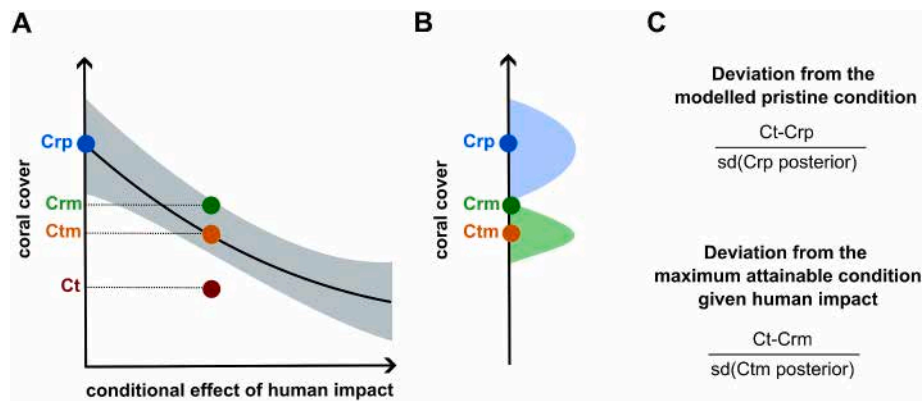 A
coral cover
Crp
Crm
Ctm
Ct
conditional effect of human impact
B
coral cover
Crp
Crm
Ctm
C
Deviation from the
modelled pristine condition
Ct-Crp
sd(Crp posterior)
Deviation from the
maximum attainable condition
given human impact
Ct-Crm
sd(Ctm posterior)